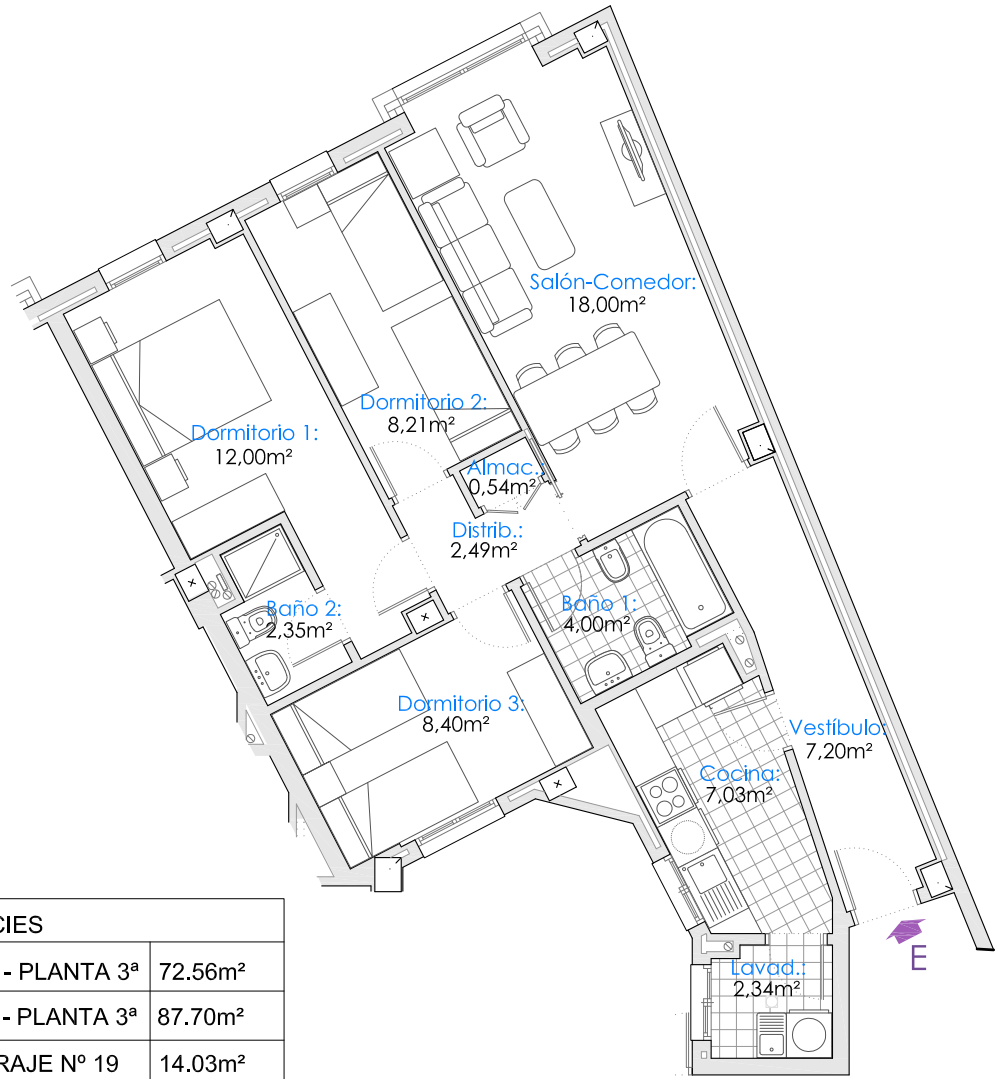 Salón-Comedor:
18,00m²
Dormitorio 2:
8,21m²
Dormitorio 1:
12,00m²
Almac.:
0,54m²
Distrib.:
2,49m²
Baño 2:
2,35m²
Baño 1:
4,00m²
Dormitorio 3:
8,40m²
Vestíbulo:
7,20m²
Cocina:
7,03m²
E
Lavad.:
2,34m²
CIES
- PLANTA 3ª 72.56m²
- PLANTA 3ª 87.70m²
RAJE Nº 19 14.03m²